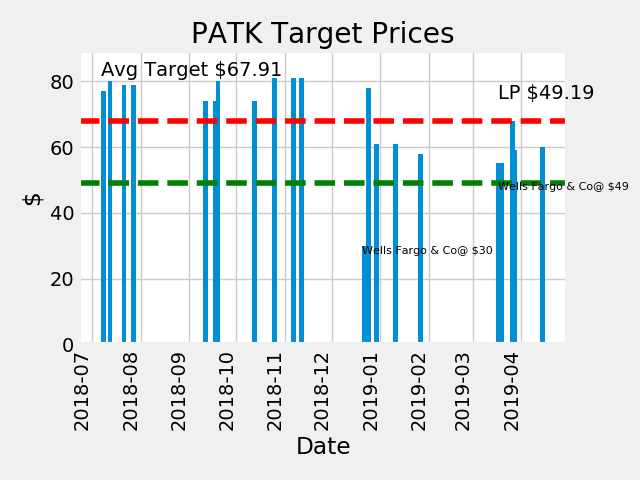 PATK Target Prices
Avg Target $67.91
LP $49.19
Wells Fargo & Co@ $49
Wells Fargo & Co@ $30
$
80
60
40
20
0
2018-07
2018-08
2018-09
2018-10
2018-11
2018-12
2019-01
2019-02
2019-03
2019-04
Date